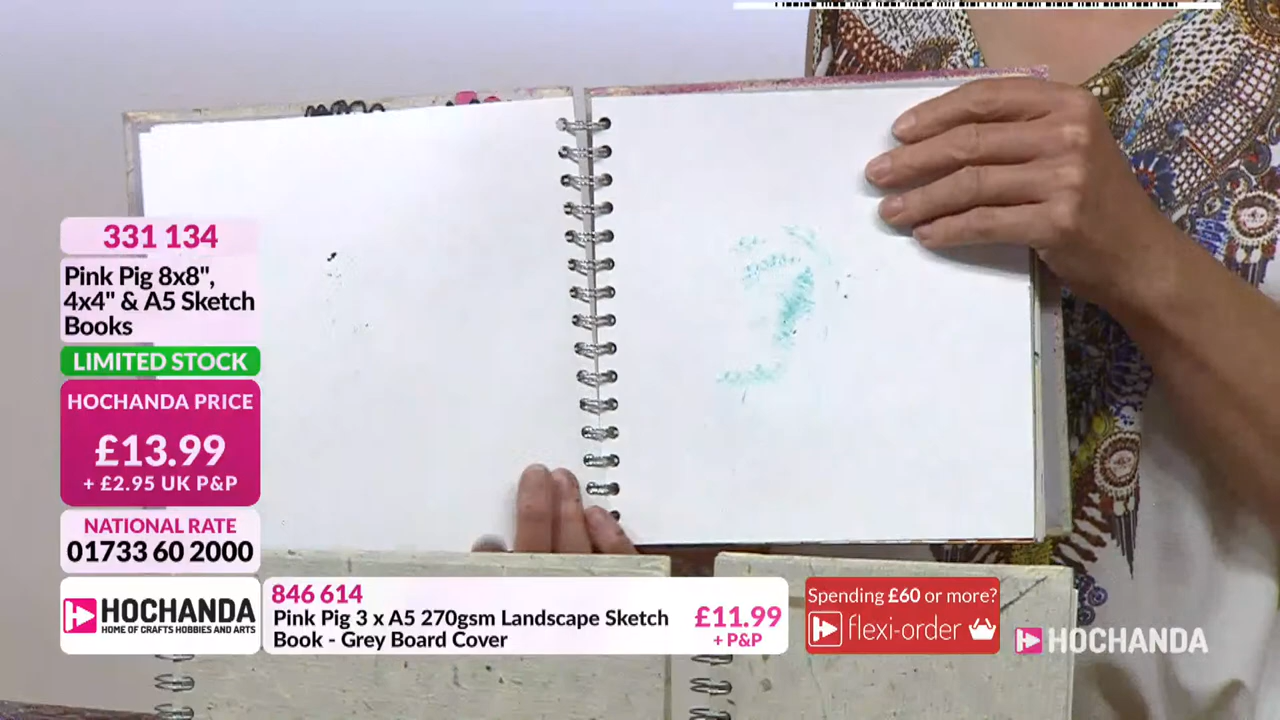 331 134
Pink Pig 8x8",
4x4" & A5 Sketch
Books
LIMITED STOCK
HOCHANDA PRICE
£13.99
+ £2.95 UK P&P
NATIONAL RATE
01733 60 2000
HOCHANDA
HOME OF CRAFTS HOBBIES AND ARTS
846 614
Pink Pig 3 x A5 270gsm Landscape Sketch
Book - Grey Board Cover
£11.99
+ P&P
Spending £60 or more?
flexi-order
HOCHANDA